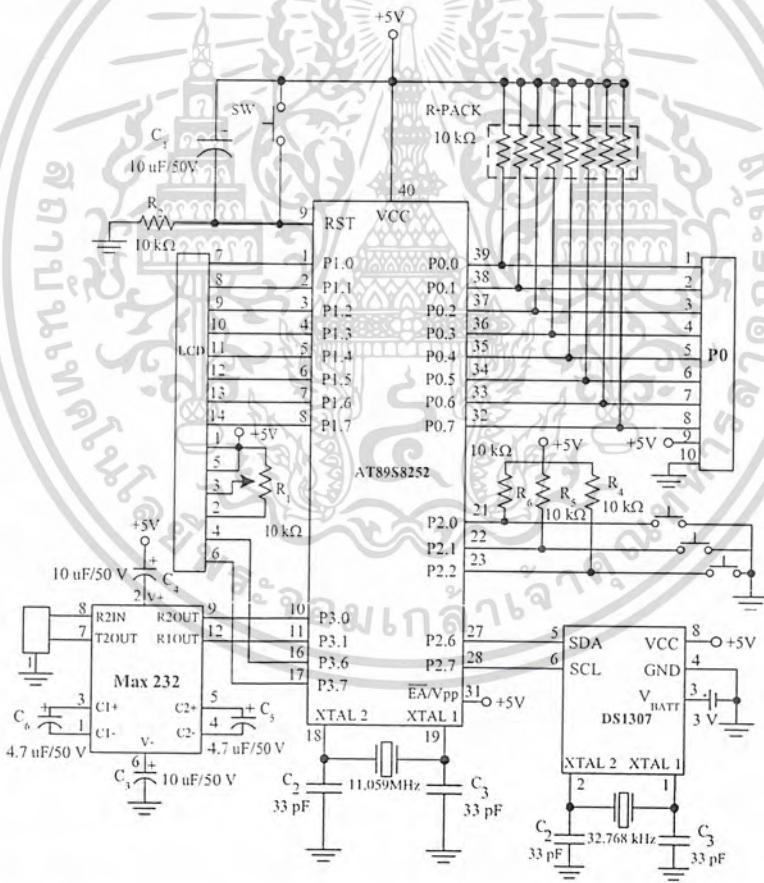 +5V
SW
R-PACK
10 kΩ
C
10 uF/50V
R
10 kΩ
40
VCC
9
RST
7 1 P1.0
8 2 P1.1
9 3 P1.2
10 4 P1.3
11 5 P1.4
12 6 P1.5
13 7 P1.6
14 8 P1.7
LCD
1
5
3
2
4
6
+5V
R1
10 kΩ
AT89S8252
P0.0 39 1
P0.1 38 2
P0.2 37 3
P0.3 36 4
P0.4 35 5
P0.5 34 6
P0.6 33 7
P0.7 32 8
+5V 9
10
P0
10 kΩ
+5V
R6
R5
10 kΩ
R4
10 kΩ
P2.0 21
P2.1 22
P2.2 23
+5V
10 uF/50 V
C4
2 V+
8 R2IN
7 T2OUT
1
R2OUT 9
R1OUT 12
Max 232
3 C1+
1 C1-
C2+ 5
C2- 4
C6
4.7 uF/50 V
C5
4.7 uF/50 V
V-
6
C3
10 uF/50 V
10 P3.0
11 P3.1
16 P3.6
17 P3.7
P2.6 27
P2.7 28
EA/Vpp 31
+5V
XTAL 2
XTAL 1
18
19
C2
33 pF
11,059MHz
C3
33 pF
5 SDA
6 SCL
VCC 8
+5V
GND 4
VBATT 3
3 V
DS1307
XTAL 2
XTAL 1
2
1
C2
33 pF
32.768 kHz
C3
33 pF